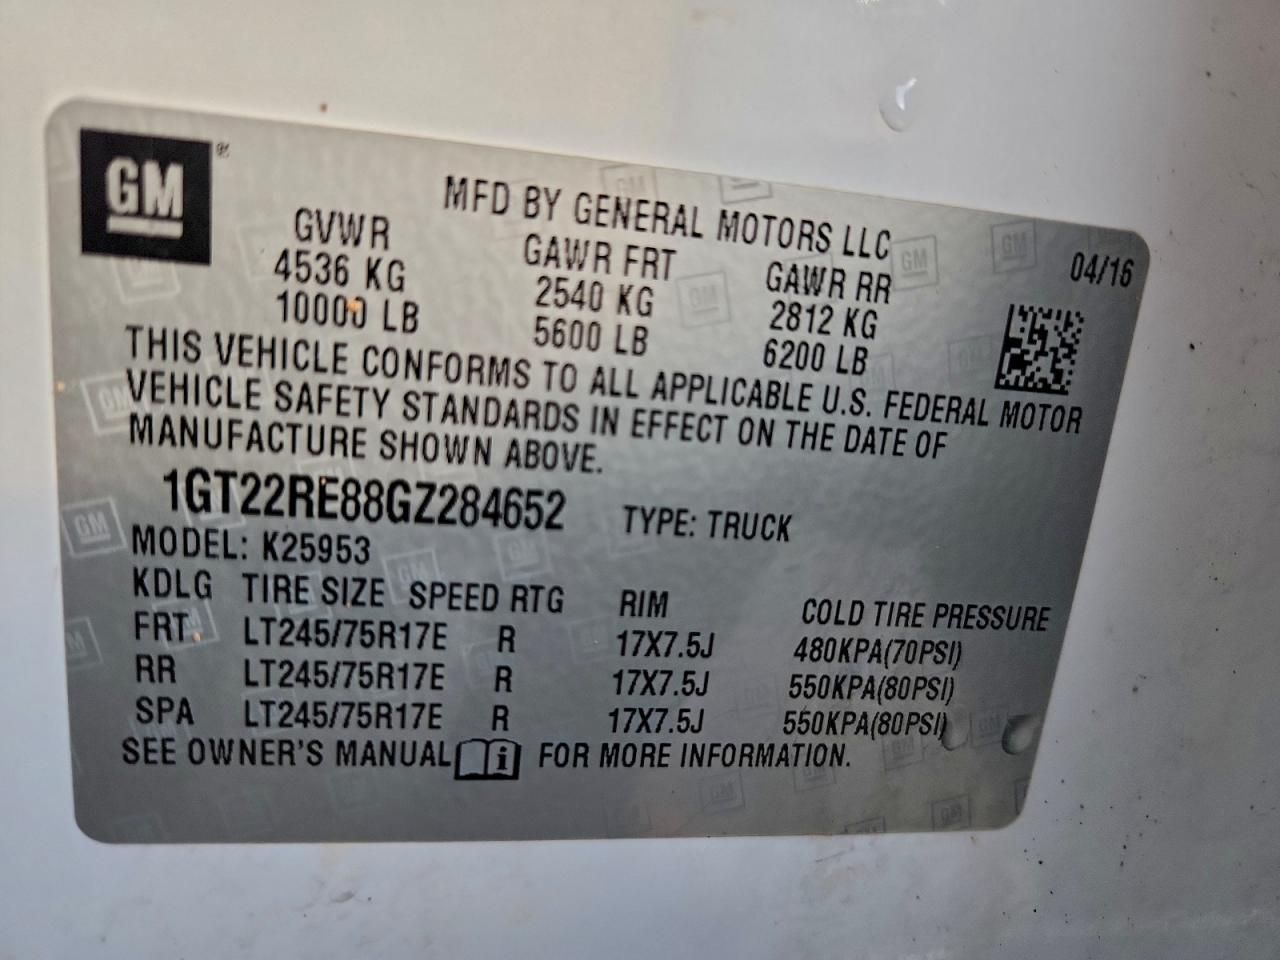 GM
MFD BY GENERAL MOTORS LLC
GVWR GAWR FRT GAWR RR 04/16
4536 KG 2540 KG 2812 KG
10000 LB 5600 LB 6200 LB
THIS VEHICLE CONFORMS TO ALL APPLICABLE U.S. FEDERAL MOTOR
VEHICLE SAFETY STANDARDS IN EFFECT ON THE DATE OF
MANUFACTURE SHOWN ABOVE.
1GT22RE88GZ284652 TYPE: TRUCK
MODEL: K25953
KDLG TIRE SIZE SPEED RTG RIM COLD TIRE PRESSURE
FRT LT245/75R17E R 17X7.5J 480KPA(70PSI)
RR LT245/75R17E R 17X7.5J 550KPA(80PSI)
SPA LT245/75R17E R 17X7.5J 550KPA(80PSI)
SEE OWNER'S MANUAL i FOR MORE INFORMATION.